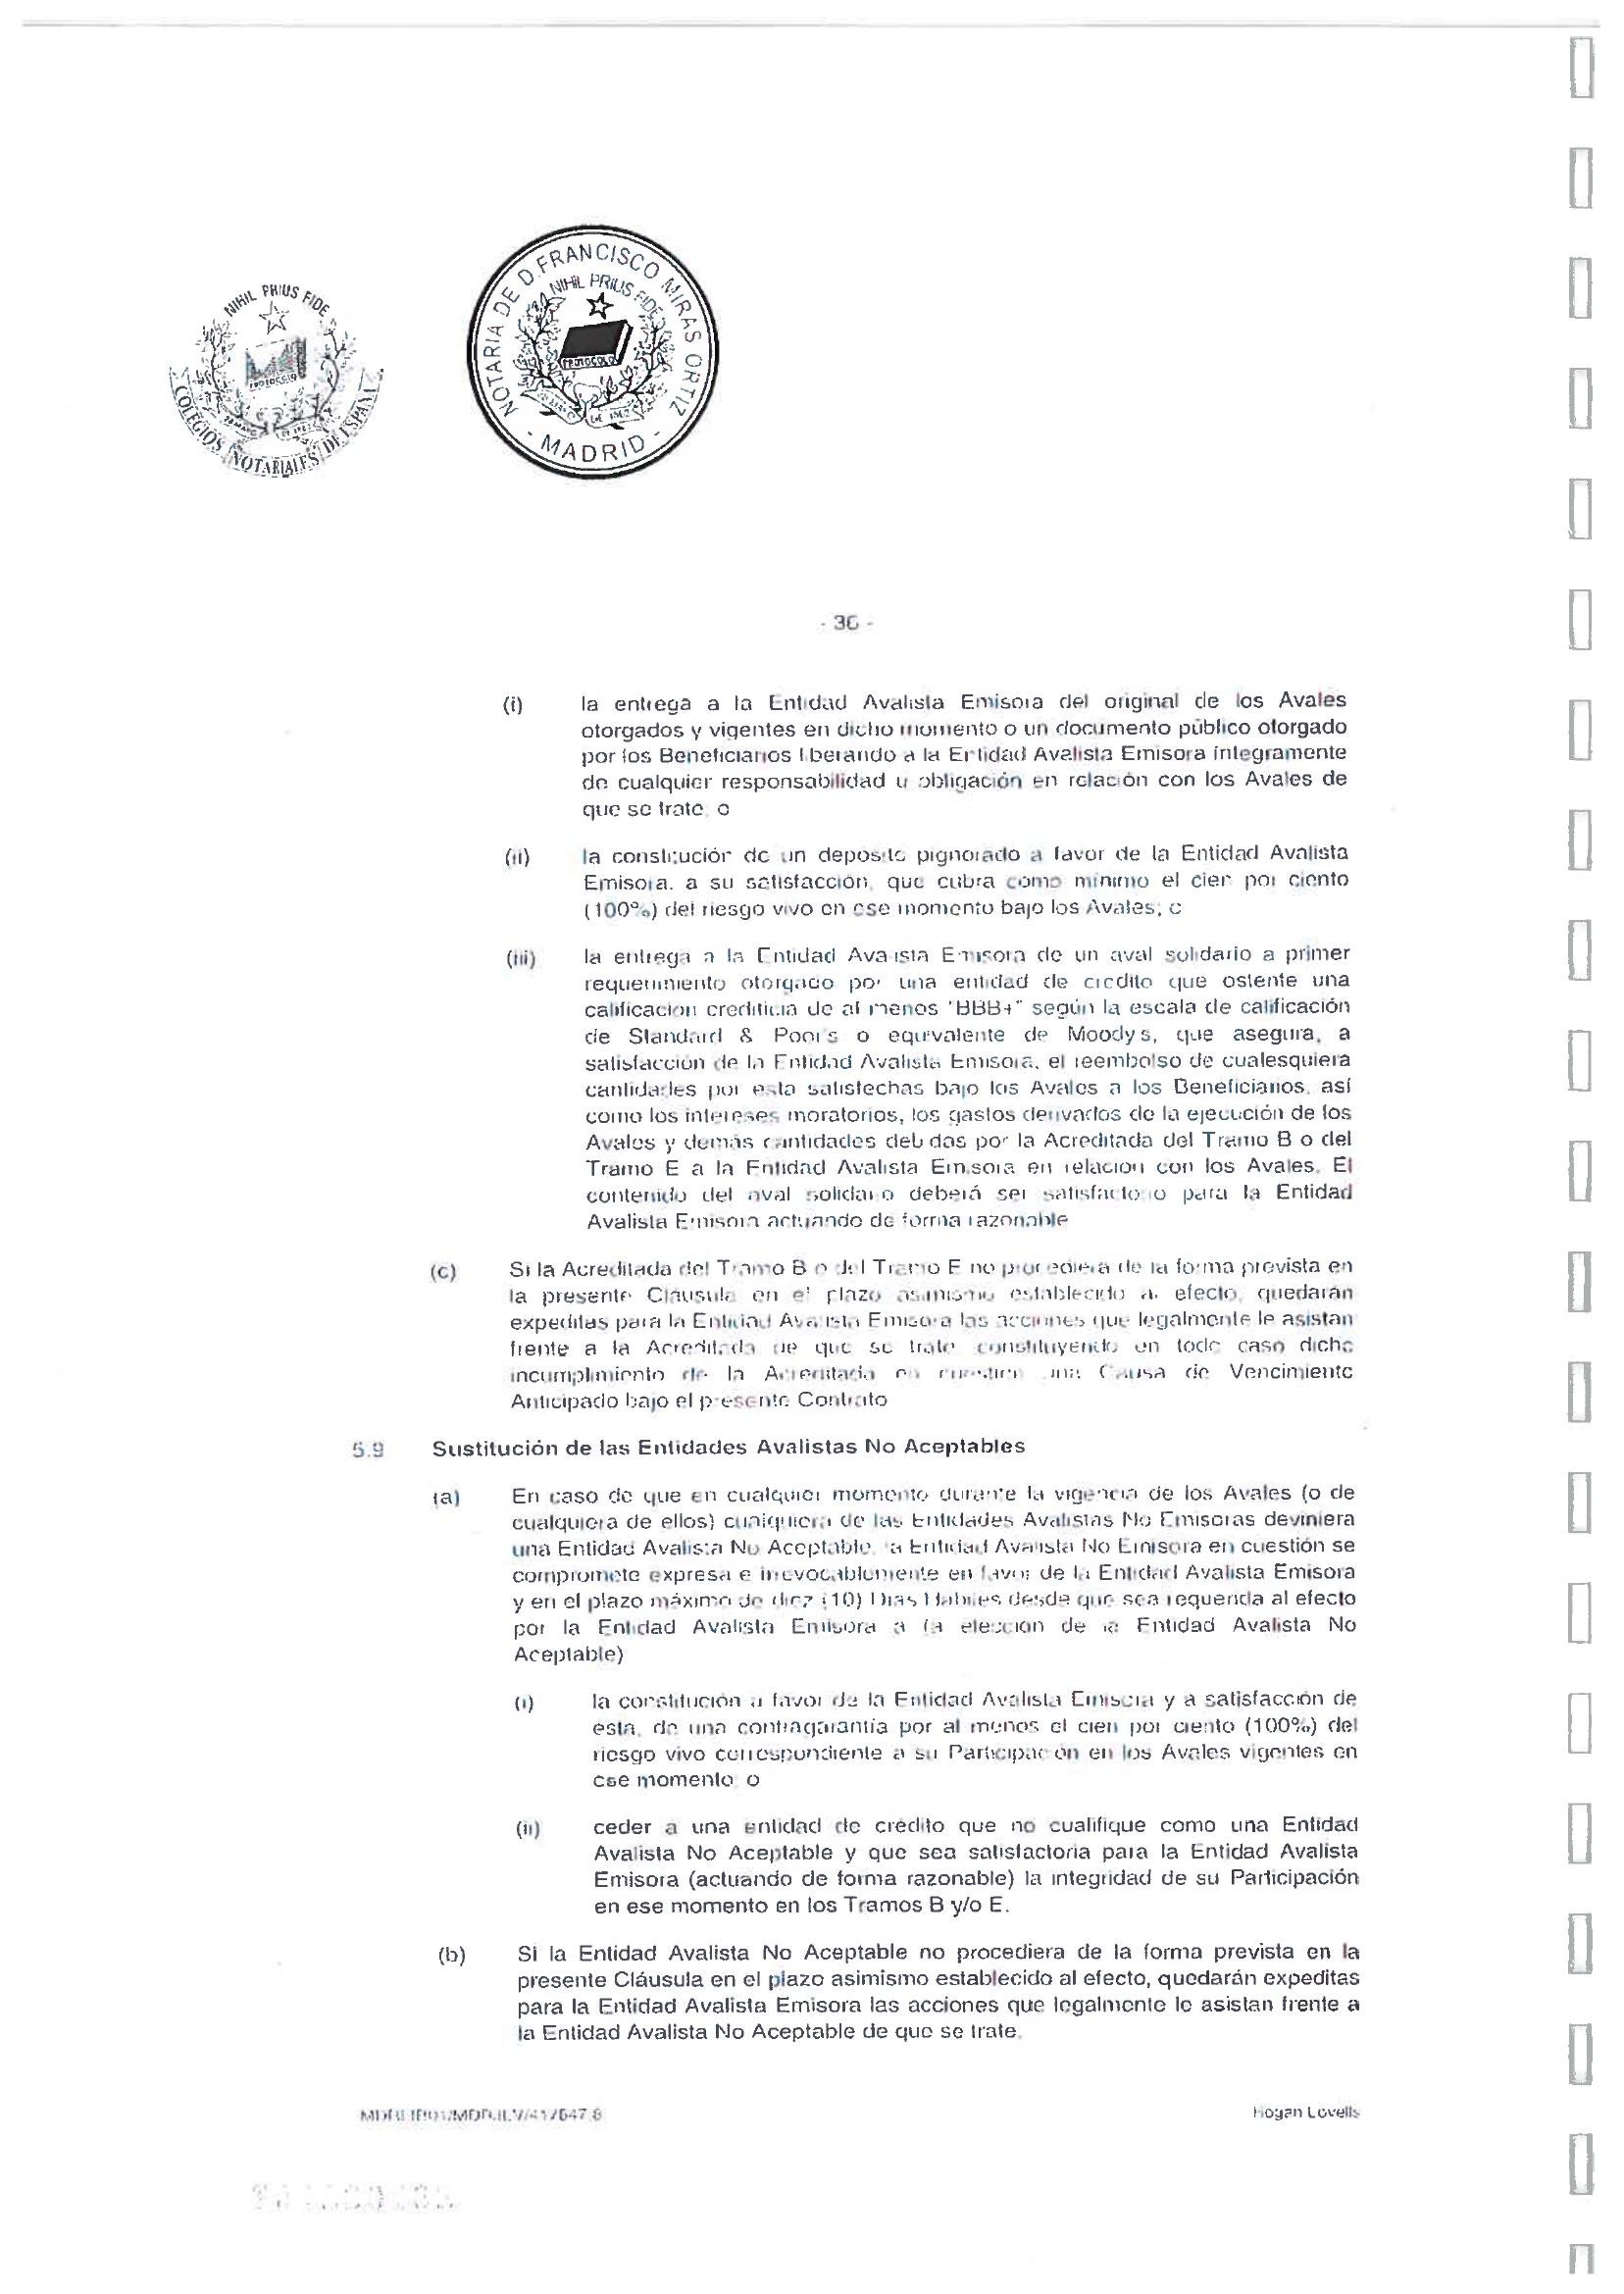 NIHIL PRIUS FIDE
COLEGIOS NOTARIALES DE ESPAÑA
NOTARIA DE D. FRANCISCO MIRAS ORTIZ
NIHIL PRIUS FIDE
PROTOCOLO
- MADRID -
- 36 -
(i) la entrega a la Entidad Avalista Emisora del original de los Avales
otorgados y vigentes en dicho momento o un documento público otorgado
por los Beneficiarios liberando a la Entidad Avalista Emisora íntegramente
de cualquier responsabilidad u obligación en relación con los Avales de
que se trate, o
(ii) la constitución de un deposito pignorado a favor de la Entidad Avalista
Emisora, a su satisfacción, que cubra como mínimo el cien por ciento
(100%) del riesgo vivo en ese momento bajo los Avales; o
(iii) la entrega a la Entidad Avalista Emisora de un aval solidario a primer
requerimiento otorgado por una entidad de crédito que ostente una
calificacion crediticia de al menos "BBB+" según la escala de calificación
de Standard & Poor's o equivalente de Moodys, que asegura, a
satisfacción de la Entidad Avalista Emisora, el reembolso de cualesquiera
cantidades por esta satisfechas bajo los Avales a los Beneficiarios, así
como los intereses moratorios, los gastos derivados de la ejecución de los
Avales y demás cantidades debidas por la Acreditada del Tramo B o del
Tramo E a la Entidad Avalista Emisora en relacion con los Avales. El
contenido del aval solidario deberá ser satisfactorio para la Entidad
Avalista Emisora actuando de forma razonable
(c) Si la Acreditada del Tramo B o del Tramo E no procediera de la forma prevista en
la presente Cláusula en el plazo asimismo establecido al efecto, quedarán
expeditas para la Entidad Avalista Emisora las acciones que legalmente le asistan
frente a la Acreditada de que se trate constituyendo en todo caso dicho
incumplimiento de la Acreditada en cuestión una Causa de Vencimiento
Anticipado bajo el presente Contrato
5.9 Sustitución de las Entidades Avalistas No Aceptables
(a) En caso de que en cualquier momento durante la vigencia de los Avales (o de
cualquiera de ellos) cualquiera de las Entidades Avalistas No Emisoras deviniera
una Entidad Avalista No Aceptable, la Entidad Avalista No Emisora en cuestión se
compromete expresa e irrevocablemente en favor de la Entidad Avalista Emisora
y en el plazo máximo de diez (10) Dias Habiles desde que sea requerida al efecto
por la Entidad Avalista Emisora a (a elección de la Entidad Avalista No
Aceptable)
(i) la constitución a favor de la Entidad Avalista Emisora y a satisfacción de
esta, de una contragarantía por al menos el cien por ciento (100%) del
riesgo vivo correspondiente a su Participación en los Avales vigentes en
ese momento; o
(ii) ceder a una entidad de crédito que no cualifique como una Entidad
Avalista No Aceptable y que sea satisfactoria para la Entidad Avalista
Emisora (actuando de forma razonable) la integridad de su Participación
en ese momento en los Tramos B y/o E.
(b) Si la Entidad Avalista No Aceptable no procediera de la forma prevista en la
presente Cláusula en el plazo asimismo establecido al efecto, quedarán expeditas
para la Entidad Avalista Emisora las acciones que legalmente le asistan frente a
la Entidad Avalista No Aceptable de que se trate.
Hogan Lovells